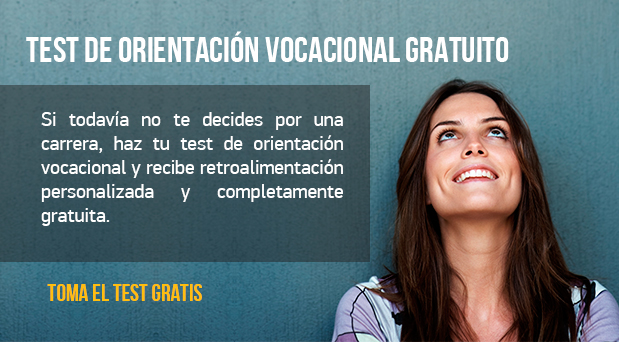 TEST DE ORIENTACIÓN VOCACIONAL GRATUITO
Si todavía no te decides por una
carrera, haz tu test de orientación
vocacional y recibe retroalimentación
personalizada y completamente
gratuita.
TOMA EL TEST GRATIS